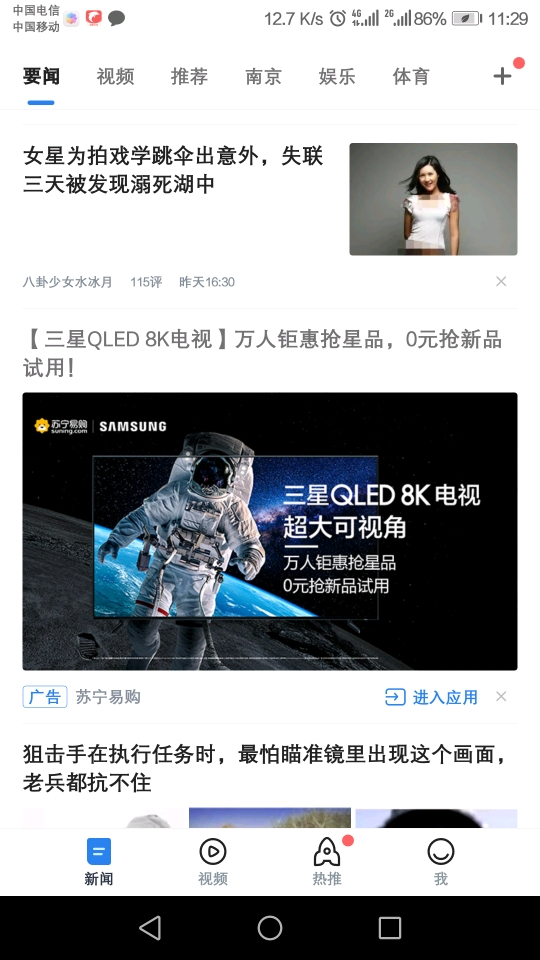 中国电信
中国移动
12.7 K/s 4G 2G 86% 11:29
要闻 视频 推荐 南京 娱乐 体育
女星为拍戏学跳伞出意外，失联
三天被发现溺死湖中
八卦少女水冰月 115评 昨天16:30
【三星QLED 8K电视】万人钜惠抢星品，0元抢新品
试用！
苏宁易购
suning.com
SAMSUNG
三星QLED 8K 电视
超大可视角
万人钜惠抢星品
0元抢新品试用
广告 苏宁易购 进入应用
狙击手在执行任务时，最怕瞄准镜里出现这个画面，
老兵都抗不住
新闻 视频 热推 我